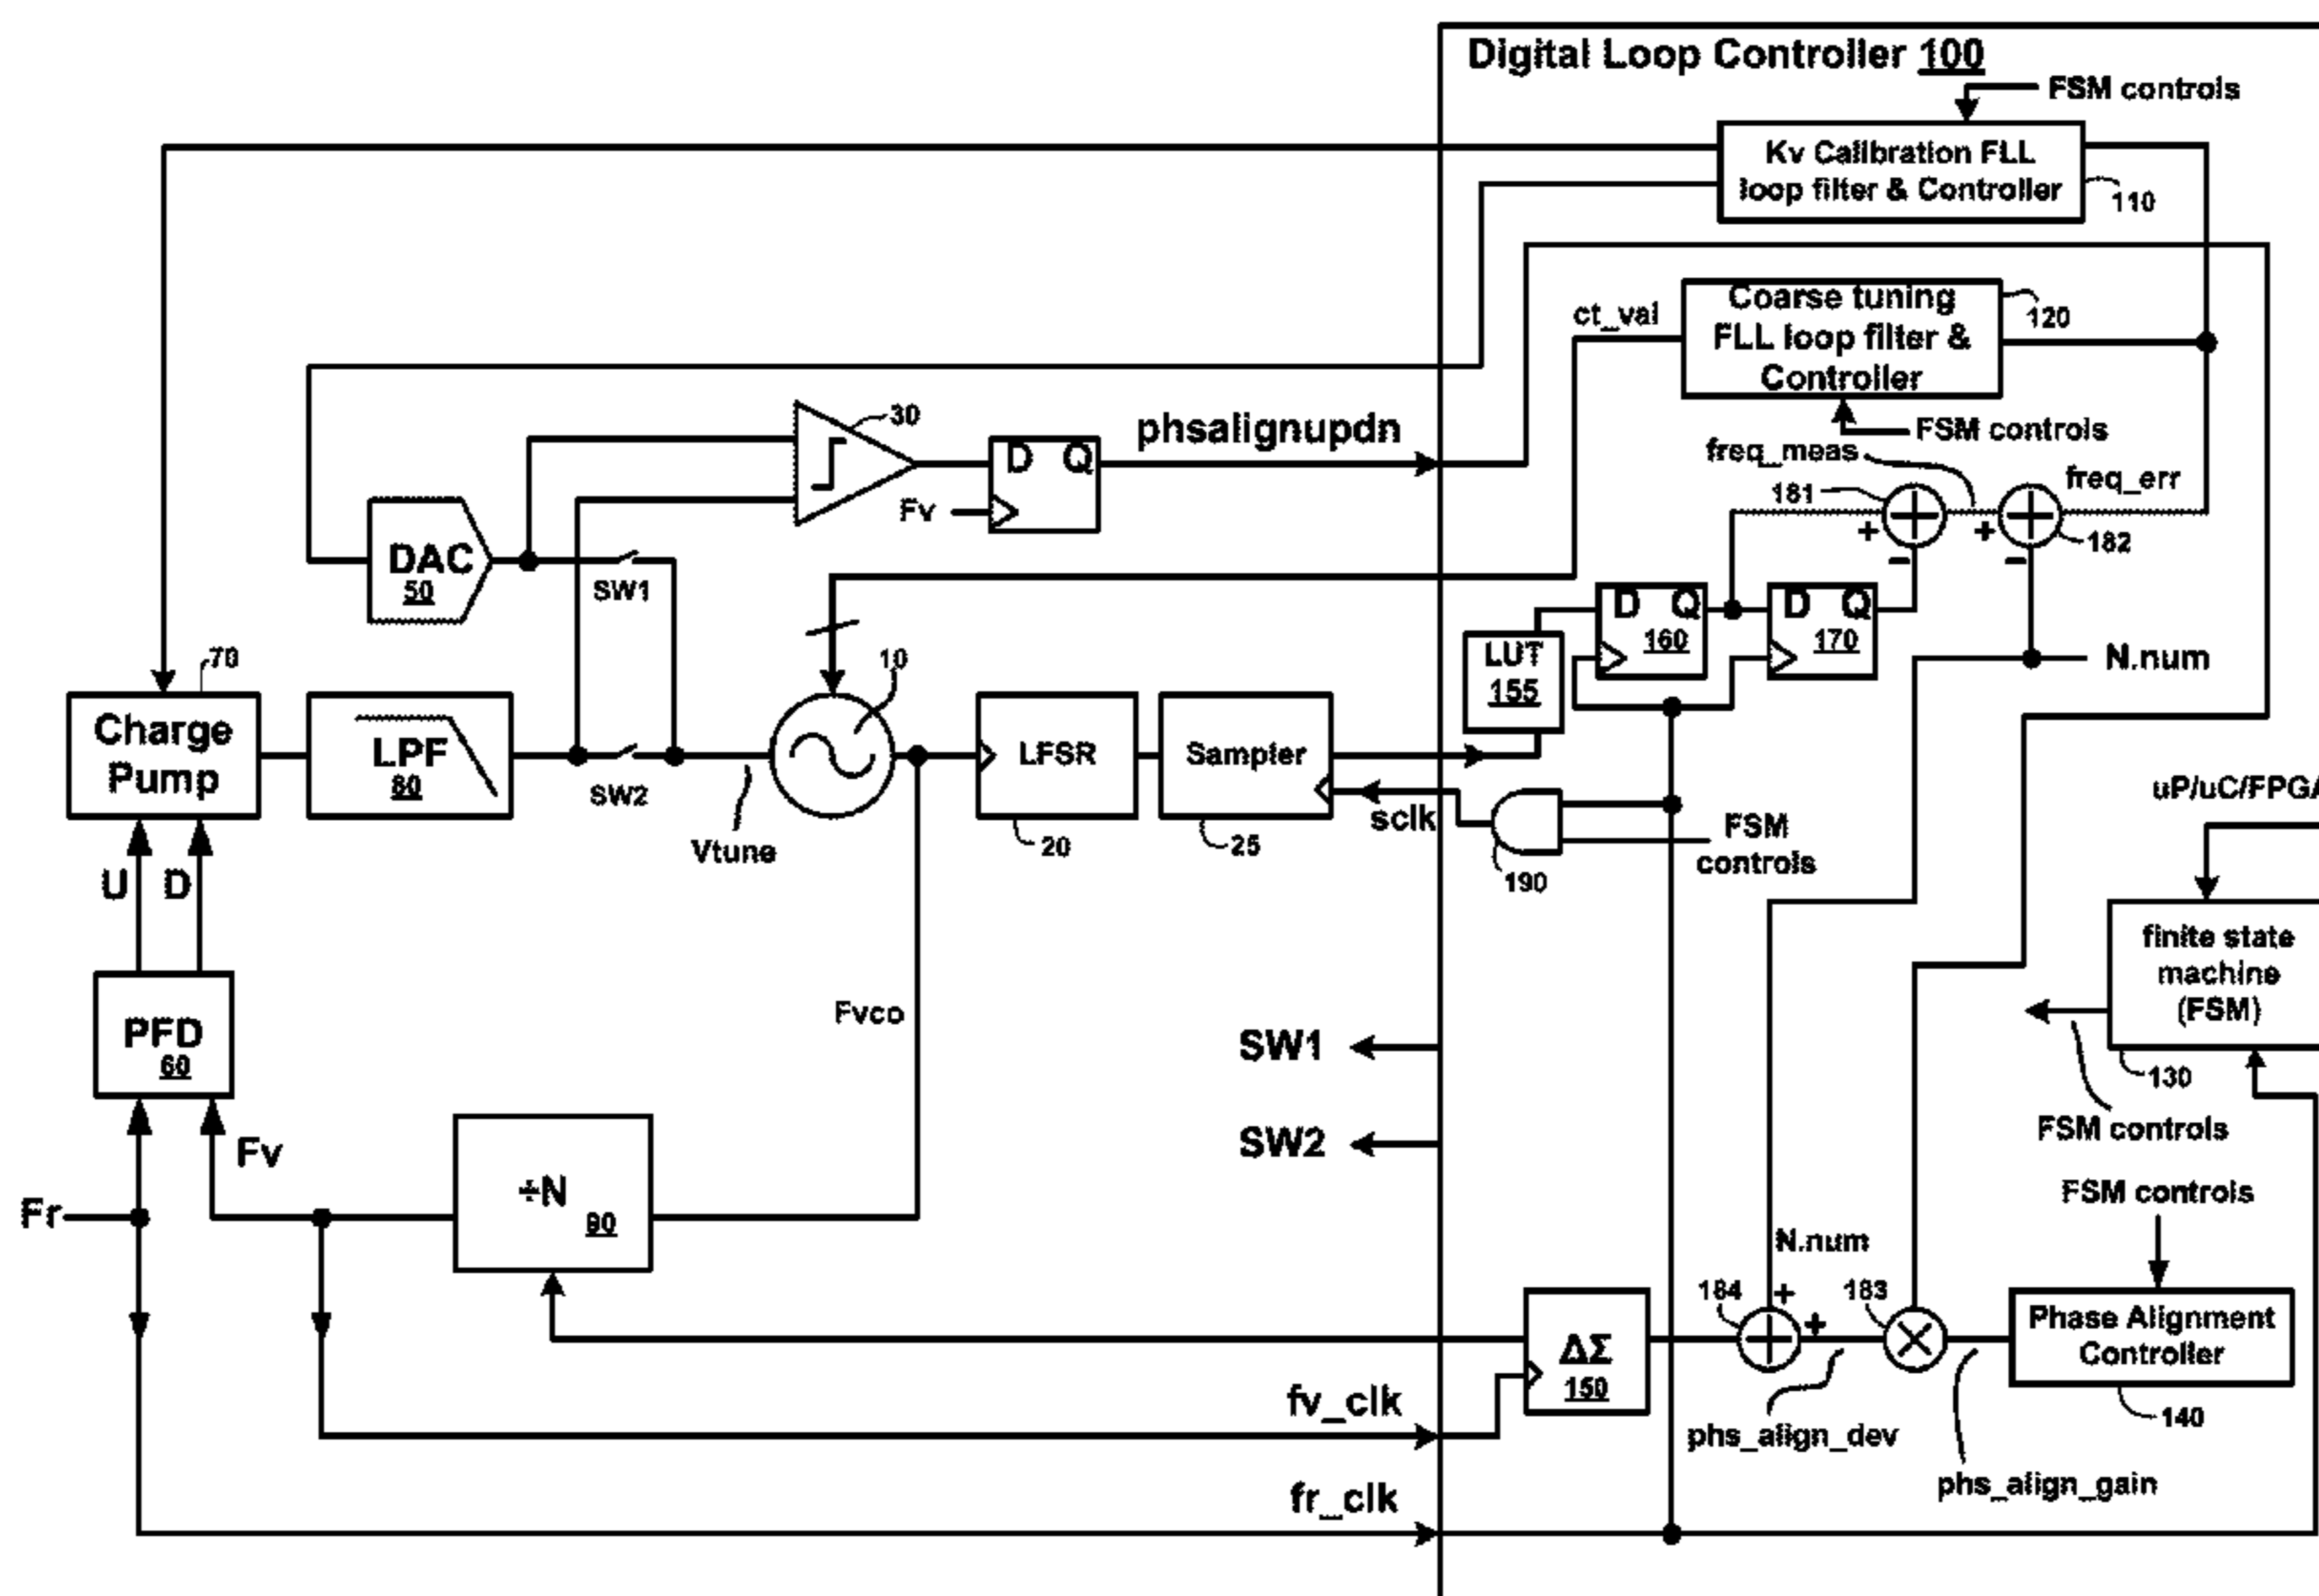 Digital Loop Controller 100
FSM controls
Kv Calibration FLL
loop filter & Controller
110
ct_val
Coarse tuning
FLL loop filter &
Controller
120
FSM controls
30
phsalignupdn
D Q
Fv
freq_meas
freq_err
181
+
-
+
-
182
DAC
50
SW1
D Q
160
D Q
170
LUT
155
N.num
70
10
Charge
Pump
LPF
80
SW2
Vtune
LFSR
20
Sampler
25
sclk
190
FSM
controls
uP/uC/FPGA
U D
finite state
machine
(FSM)
130
FSM controls
PFD
60
Fvco
SW1
SW2
Fv
Fr
÷N
90
FSM controls
N.num
184
+
+
183
Phase Alignment
Controller
140
ΔΣ
150
phs_align_dev
phs_align_gain
fv_clk
fr_clk